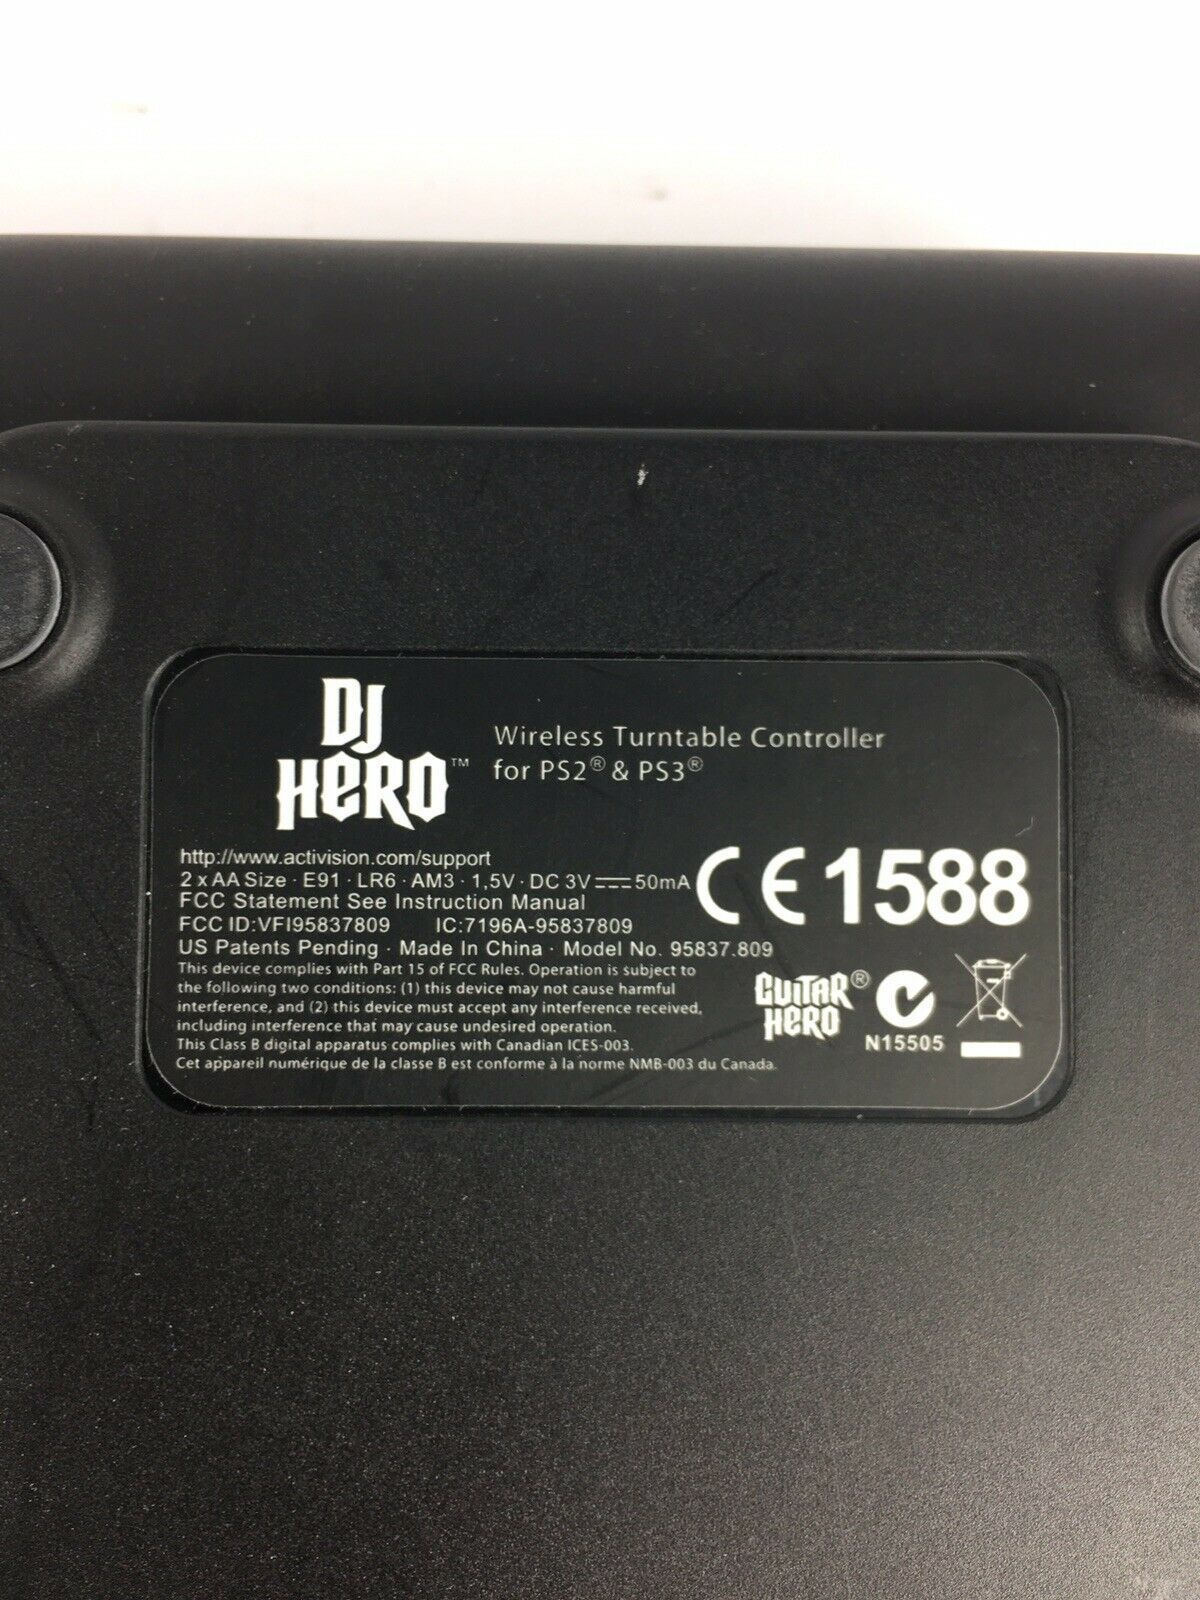 DJ HERO™
Wireless Turntable Controller
for PS2® & PS3®
http://www.activision.com/support
2 x AA Size · E91 · LR6 · AM3 · 1,5V · DC 3V ⎓ 50mA
FCC Statement See Instruction Manual
FCC ID:VFI95837809 IC:7196A-95837809
US Patents Pending · Made In China · Model No. 95837.809
This device complies with Part 15 of FCC Rules. Operation is subject to
the following two conditions: (1) this device may not cause harmful
interference, and (2) this device must accept any interference received,
including interference that may cause undesired operation.
This Class B digital apparatus complies with Canadian ICES-003.
Cet appareil numérique de la classe B est conforme à la norme NMB-003 du Canada.
CE 1588
GUITAR HERO®
N15505